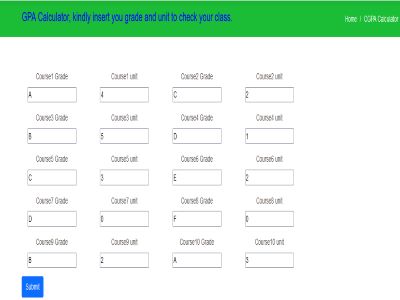 GPA Calculator, kindly insert you grade and unit to check your class.
Home / CGPA Calculator
Course1 Grade Course1 unit Course2 Grade Course2 unit
A 4 C 2
Course3 Grade Course3 unit Course4 Grade Course4 unit
B 5 D 1
Course5 Grade Course5 unit Course6 Grade Course6 unit
C 3 E 2
Course7 Grade Course7 unit Course8 Grade Course8 unit
D 0 F 0
Course9 Grade Course9 unit Course10 Grade Course10 unit
B 2 A 3
Submit